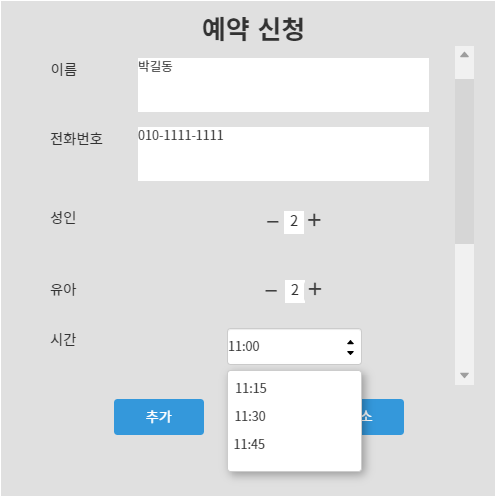 예약 신청
이름
박길동
전화번호
010-1111-1111
성인
– 2 +
유아
– 2 +
시간
11:00
11:15
11:30
11:45
추가
소